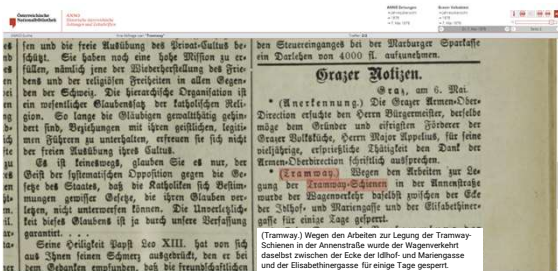 Österreichische
Nationalbibliothek
ANNO
sen und die freie Ausübung des Privat-Cultus be-
schützt. Sie haben noch eine hohe Mission zu er-
füllen, nämlich jene der Wiederherstellung des Frie-
dens und der religiösen Freiheiten in allen Gegen-
den der Schweiz. Die hierarchische Organisation ist
ein wesentlicher Glaubenssatz der katholischen Reli-
gion. So lange die Gläubigen gewaltthätig gehin-
dert sind, Beziehungen mit ihren geistlichen, legiti-
men Führern zu unterhalten, erfreuen sie sich nicht
der freien Ausübung ihres Cultus.
Es ist keineswegs, glauben Sie es nur, der
Geist der systematischen Opposition gegen die Ge-
setze des Staates, daß die Katholiken sich Bestim-
mungen gewisser Gesetze, die ihren Glauben ver-
letzen, nicht unterwerfen können. Die Unverletzlich-
keit des Glaubens ist ja durch unsere Verfassung
garantirt.
Seine Heiligkeit Papst Leo XIII. hat von sich
aus Ihnen seinen Schmerz ausgedrückt, den er bei
der Gedanken empfunden, daß die freundschaftlichen
den Steuereingang bei der Marburger Sparkasse
ein Darlehen von 4000 fl. aufzunehmen.
Grazer Notizen.
Graz, am 6. Mai.
* (Anerkennung.) Die Grazer Armen-Ober-
Direction ersuchte den Herrn Bürgermeister, derselbe
möge dem Gründer und eifrigsten Förderer der
Grazer Volksküche, Herrn Major Appelius, für seine
vieljährige, ersprießliche Thätigkeit den Dank der
Armen-Oberdirection schriftlich aussprechen.
* (Tramway.) Wegen den Arbeiten zur Le-
gung der Tramway-Schienen in der Annenstraße
wurde der Wagenverkehr daselbst zwischen der Ecke
der Idlhof- und Mariengasse und der Elisabethiner-
gasse für einige Tage gesperrt.
(Tramway.) Wegen den Arbeiten zur Legung der Tramway-
Schienen in der Annenstraße wurde der Wagenverkehrt
daselbst zwischen der Ecke der Idlhof- und Mariengasse
und der Elisabethinergasse für einige Tage gesperrt.